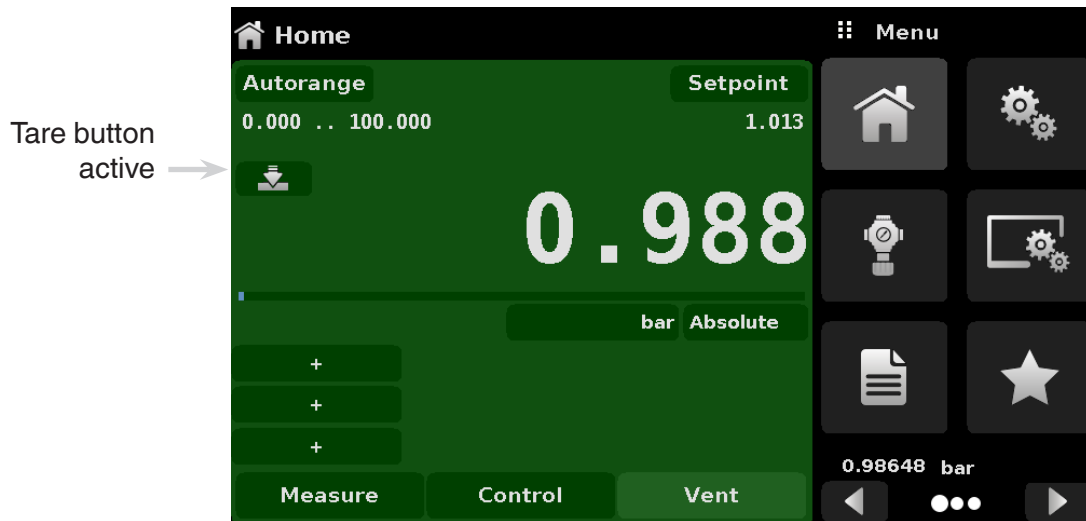 Tare button
active
Home
Autorange
Setpoint
0.000 .. 100.000
1.013
0.988
bar
Absolute
+
+
+
Measure
Control
Vent
Menu
0.98648 bar